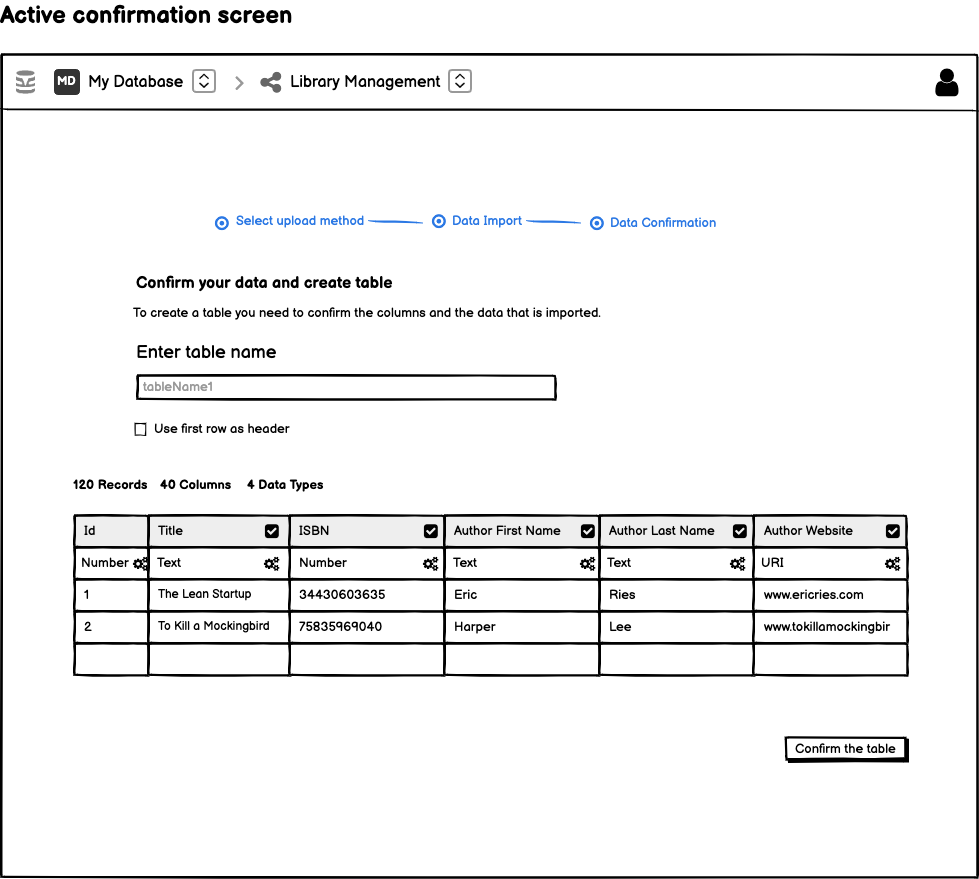 Active confirmation screen
MD My Database Library Management
Select upload method Data Import Data Confirmation
Confirm your data and create table
To create a table you need to confirm the columns and the data that is imported.
Enter table name
tableName1
Use first row as header
120 Records 40 Columns 4 Data Types
Id Title ISBN Author First Name Author Last Name Author Website
Number Text Number Text Text URI
1 The Lean Startup 34430603635 Eric Ries www.ericries.com
2 To Kill a Mockingbird 75835969040 Harper Lee www.tokillamockingbir
Confirm the table